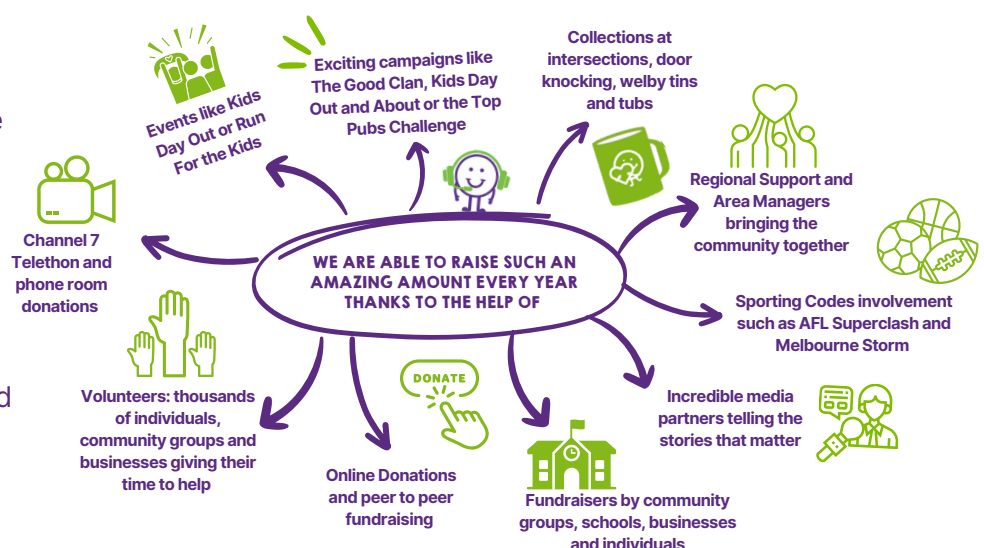 Events like Kids
Day Out or Run
For the Kids
Exciting campaigns like
The Good Clan, Kids Day
Out and About or the Top
Pubs Challenge
Collections at
intersections, door
knocking, welby tins
and tubs
Regional Support and
Area Managers
bringing the
community together
Channel 7
Telethon and
phone room
donations
WE ARE ABLE TO RAISE SUCH AN
AMAZING AMOUNT EVERY YEAR
THANKS TO THE HELP OF
Sporting Codes involvement
such as AFL Superclash and
Melbourne Storm
Volunteers: thousands
of individuals,
community groups and
businesses giving their
time to help
DONATE
Online Donations
and peer to peer
fundraising
Fundraisers by community
groups, schools, businesses
and individuals
Incredible media
partners telling the
stories that matter